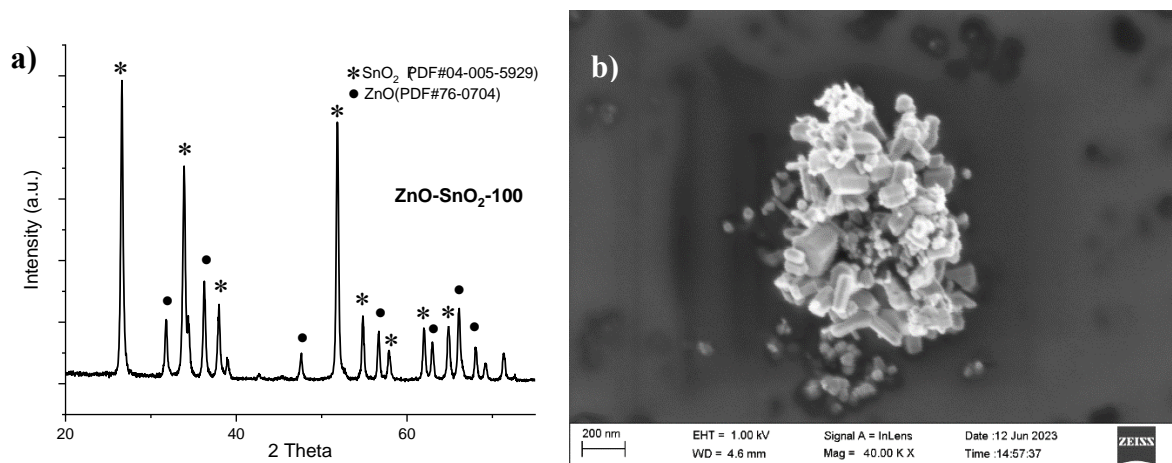 a)
* SnO₂ (PDF#04-005-5929)
● ZnO(PDF#76-0704)
ZnO-SnO₂-100
Intensity (a.u.)
20 40 60
2 Theta
b)
200 nm
EHT = 1.00 kV Signal A = InLens Date :12 Jun 2023
WD = 4.6 mm Mag = 40.00 K X Time :14:57:37
ZEISS